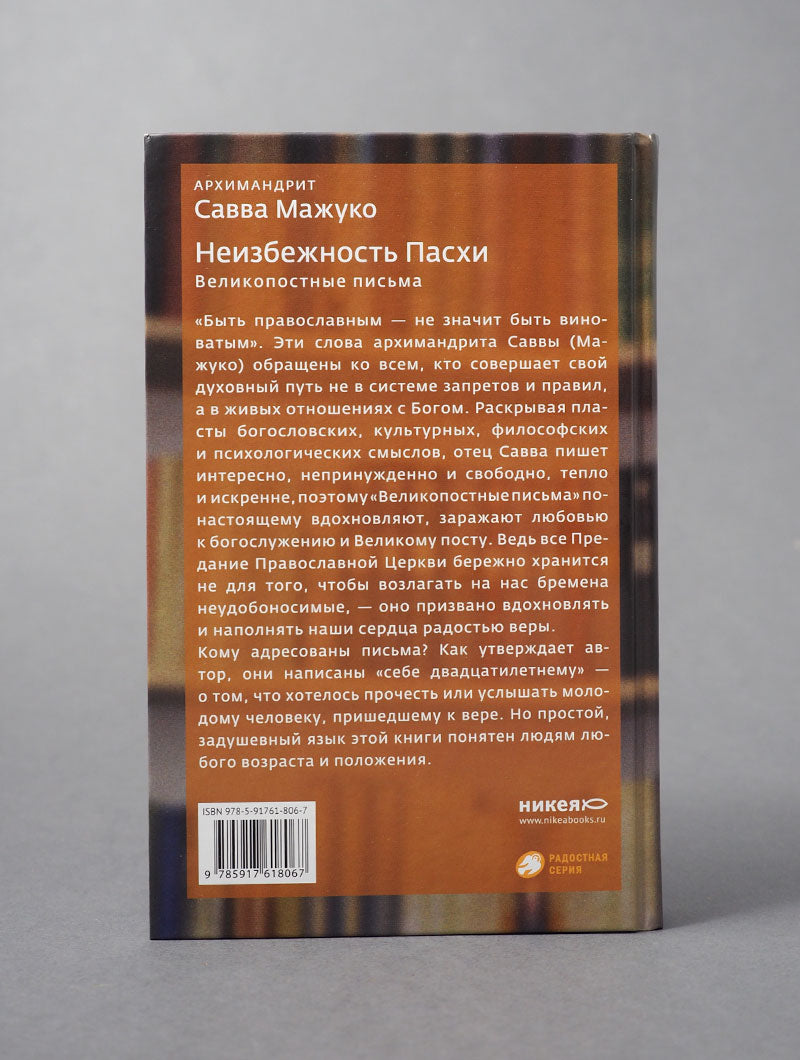 АРХИМАНДРИТ
Савва Мажуко
Неизбежность Пасхи
Великопостные письма
«Быть православным — не значит быть вино-
ватым». Эти слова архимандрита Саввы (Ма-
жуко) обращены ко всем, кто совершает свой
духовный путь не в системе запретов и правил,
а в живых отношениях с Богом. Раскрывая пла-
сты богословских, культурных, философских
и психологических смыслов, отец Савва пишет
интересно, непринужденно и свободно, тепло
и искренне, поэтому «Великопостные письма» по-
настоящему вдохновляют, заражают любовью
к богослужению и Великому посту. Ведь все Пре-
дание Православной Церкви бережно хранится
не для того, чтобы возлагать на нас бремена
неудобоносимые, — оно призвано вдохновлять
и наполнять наши сердца радостью веры.
Кому адресованы письма? Как утверждает ав-
тор, они написаны «себе двадцатилетнему» —
о том, что хотелось прочесть или услышать моло-
дому человеку, пришедшему к вере. Но простой,
задушевный язык этой книги понятен людям лю-
бого возраста и положения.
ISBN 978-5-91761-806-7
9 785917 618067
никея
www.nikeabooks.ru
РАДОСТНАЯ
СЕРИЯ